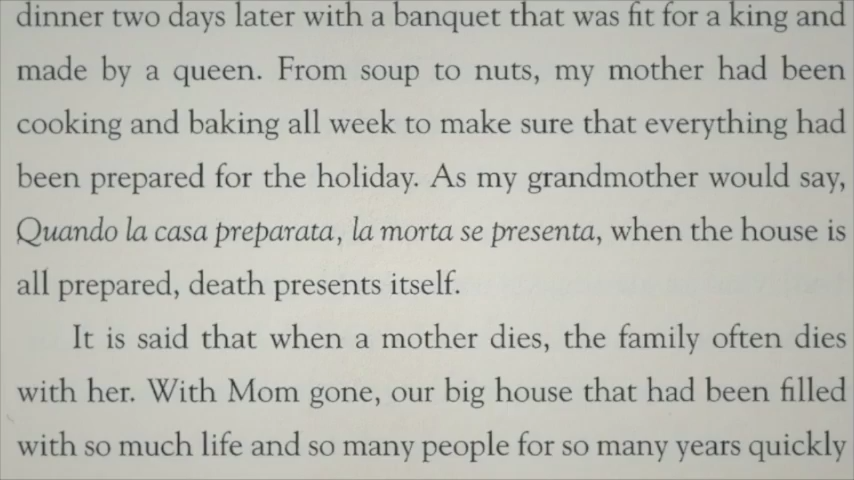 dinner two days later with a banquet that was fit for a king and
made by a queen. From soup to nuts, my mother had been
cooking and baking all week to make sure that everything had
been prepared for the holiday. As my grandmother would say,
Quando la casa preparata, la morta se presenta, when the house is
all prepared, death presents itself.
It is said that when a mother dies, the family often dies
with her. With Mom gone, our big house that had been filled
with so much life and so many people for so many years quickly